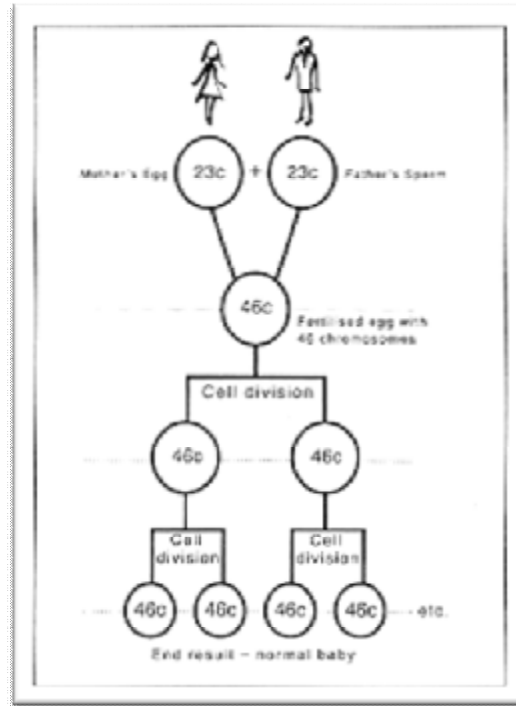 Mother's Egg 23c + 23c Father's Sperm
46c
Fertilised egg with
46 chromosomes
Cell division
46c 46c
Cell
division
Cell
division
46c 46c 46c 46c etc.
End result – normal baby